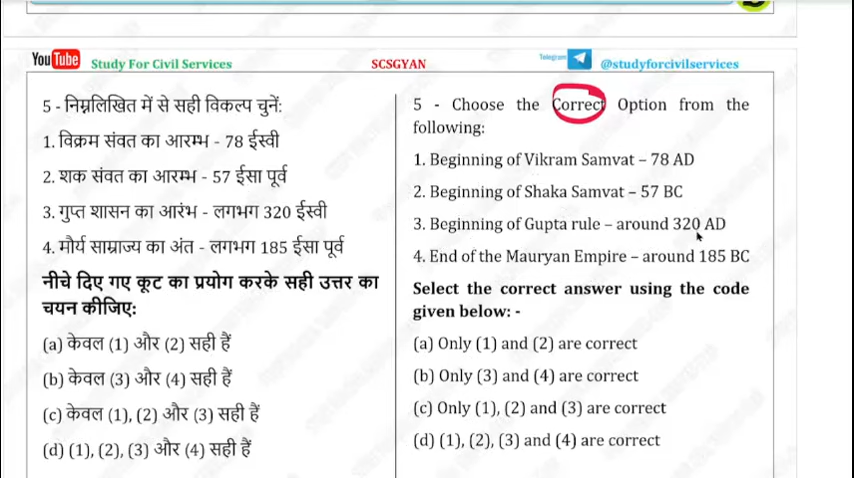 YouTube Study For Civil Services
SCSGYAN
Telegram @studyforcivilservices
5 - निम्नलिखित में से सही विकल्प चुनें:
1. विक्रम संवत का आरम्भ - 78 ईस्वी
2. शक संवत का आरम्भ - 57 ईसा पूर्व
3. गुप्त शासन का आरंभ - लगभग 320 ईस्वी
4. मौर्य साम्राज्य का अंत - लगभग 185 ईसा पूर्व
नीचे दिए गए कूट का प्रयोग करके सही उत्तर का
चयन कीजिए:
(a) केवल (1) और (2) सही हैं
(b) केवल (3) और (4) सही हैं
(c) केवल (1), (2) और (3) सही हैं
(d) (1), (2), (3) और (4) सही हैं
5 - Choose the Correct Option from the
following:
1. Beginning of Vikram Samvat – 78 AD
2. Beginning of Shaka Samvat – 57 BC
3. Beginning of Gupta rule – around 320 AD
4. End of the Mauryan Empire – around 185 BC
Select the correct answer using the code
given below: -
(a) Only (1) and (2) are correct
(b) Only (3) and (4) are correct
(c) Only (1), (2) and (3) are correct
(d) (1), (2), (3) and (4) are correct